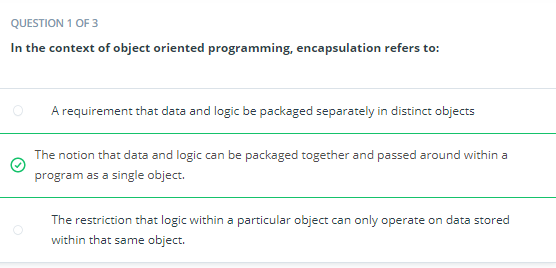 QUESTION 1 OF 3
In the context of object oriented programming, encapsulation refers to:
A requirement that data and logic be packaged separately in distinct objects
The notion that data and logic can be packaged together and passed around within a
program as a single object.
The restriction that logic within a particular object can only operate on data stored
within that same object.